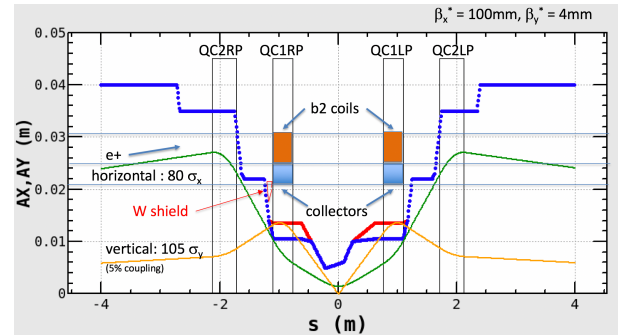 βx* = 100mm, βy* = 4mm
QC2RP QC1RP QC1LP QC2LP
0.05
0.04
0.03
0.02
0.01
0
AX,AY (m)
b2 coils
e+
horizontal : 80 σx
W shield
collectors
vertical: 105 σy
(5% coupling)
-4 -2 0 2 4
s (m)